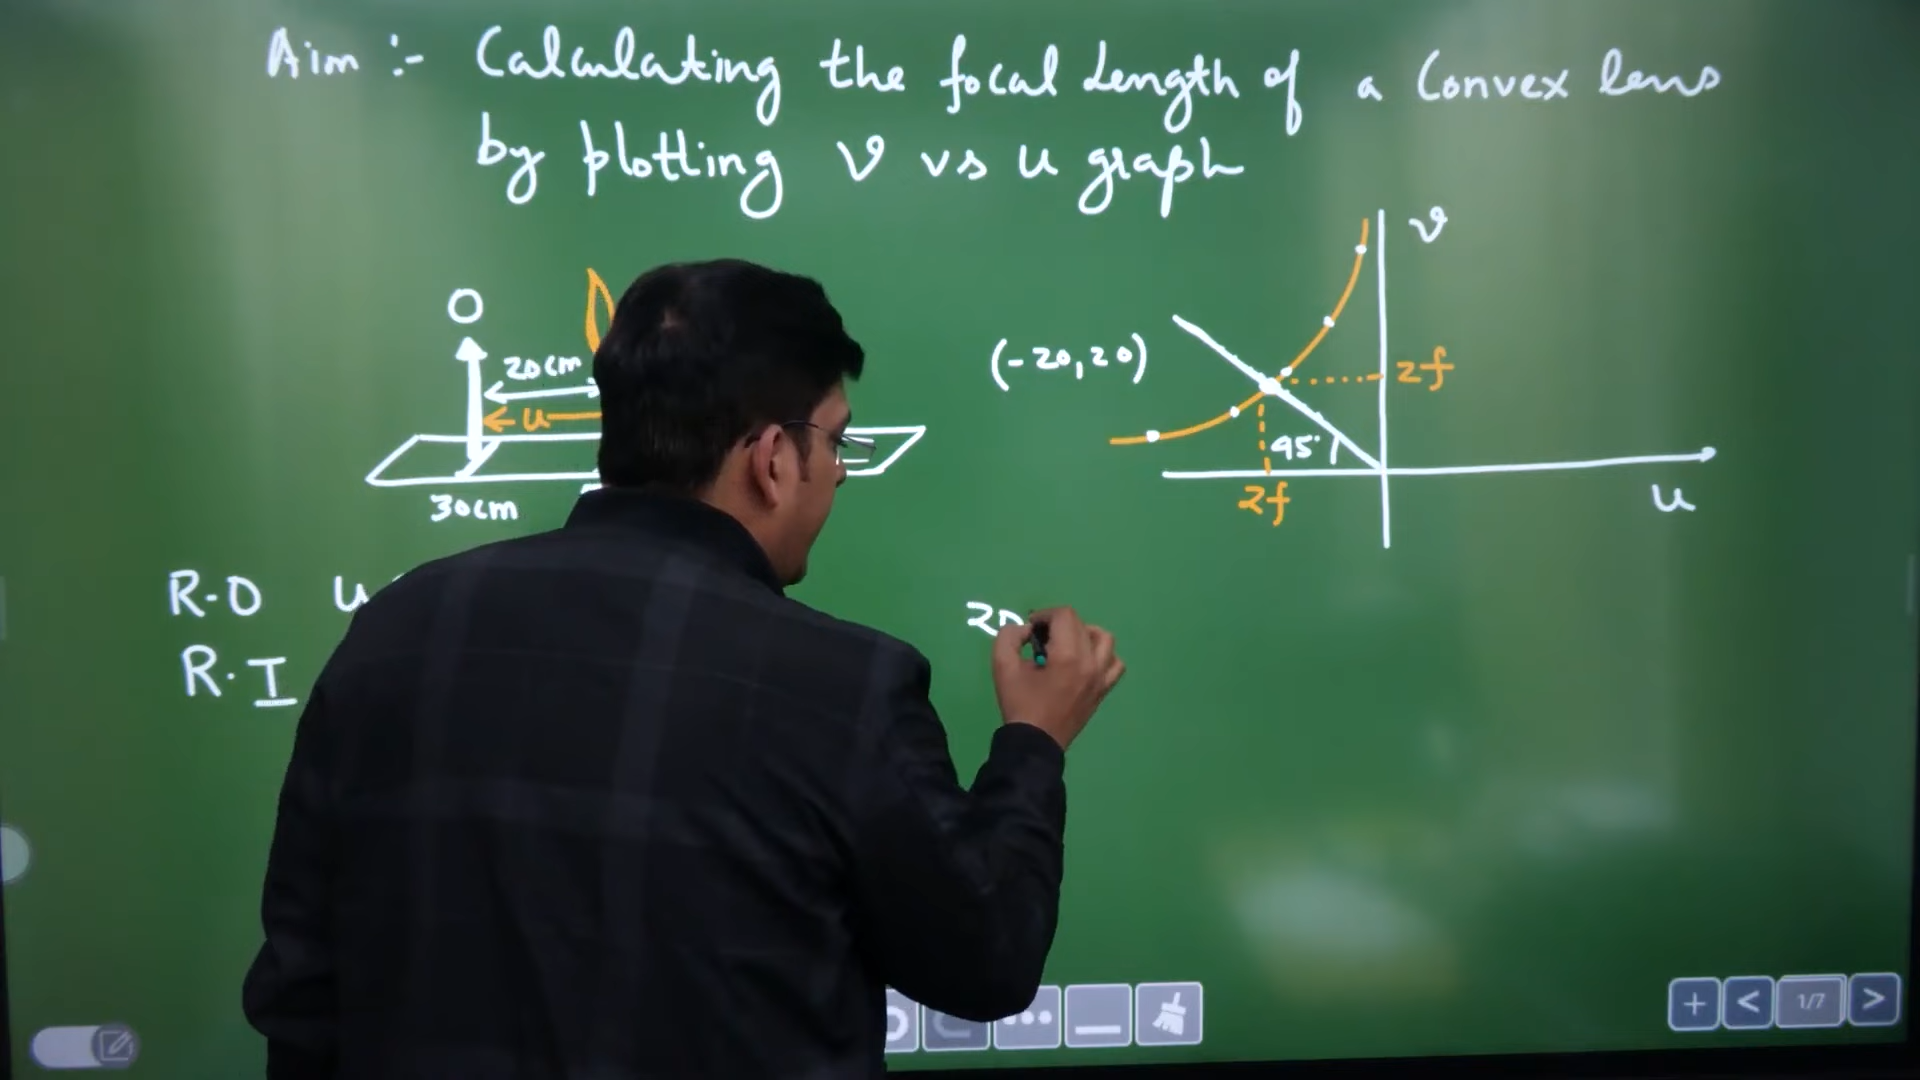 Aim :- Calculating the focal length of a Convex lens
by plotting v vs u graph
v
O
20cm
(-20,20)
2f
u
45°
30cm
2f
u
R.O u
20
R.I
1/7